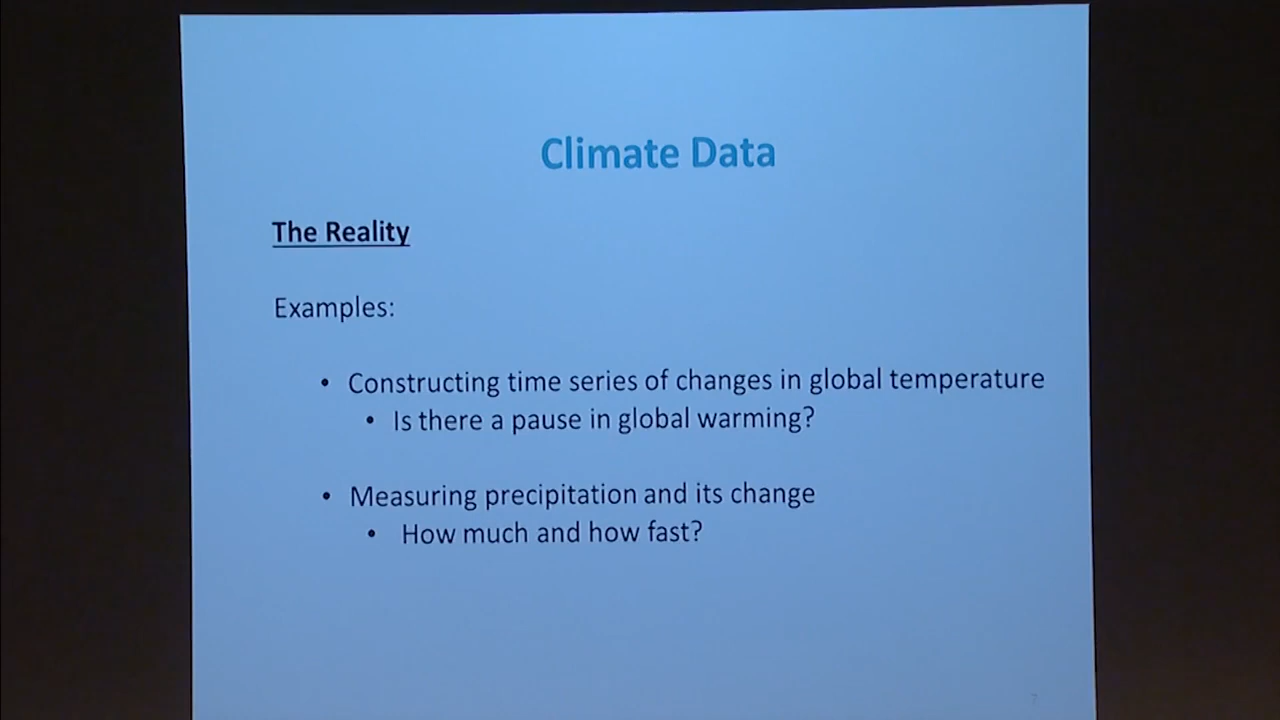 Climate Data
The Reality
Examples:
• Constructing time series of changes in global temperature
• Is there a pause in global warming?
• Measuring precipitation and its change
• How much and how fast?